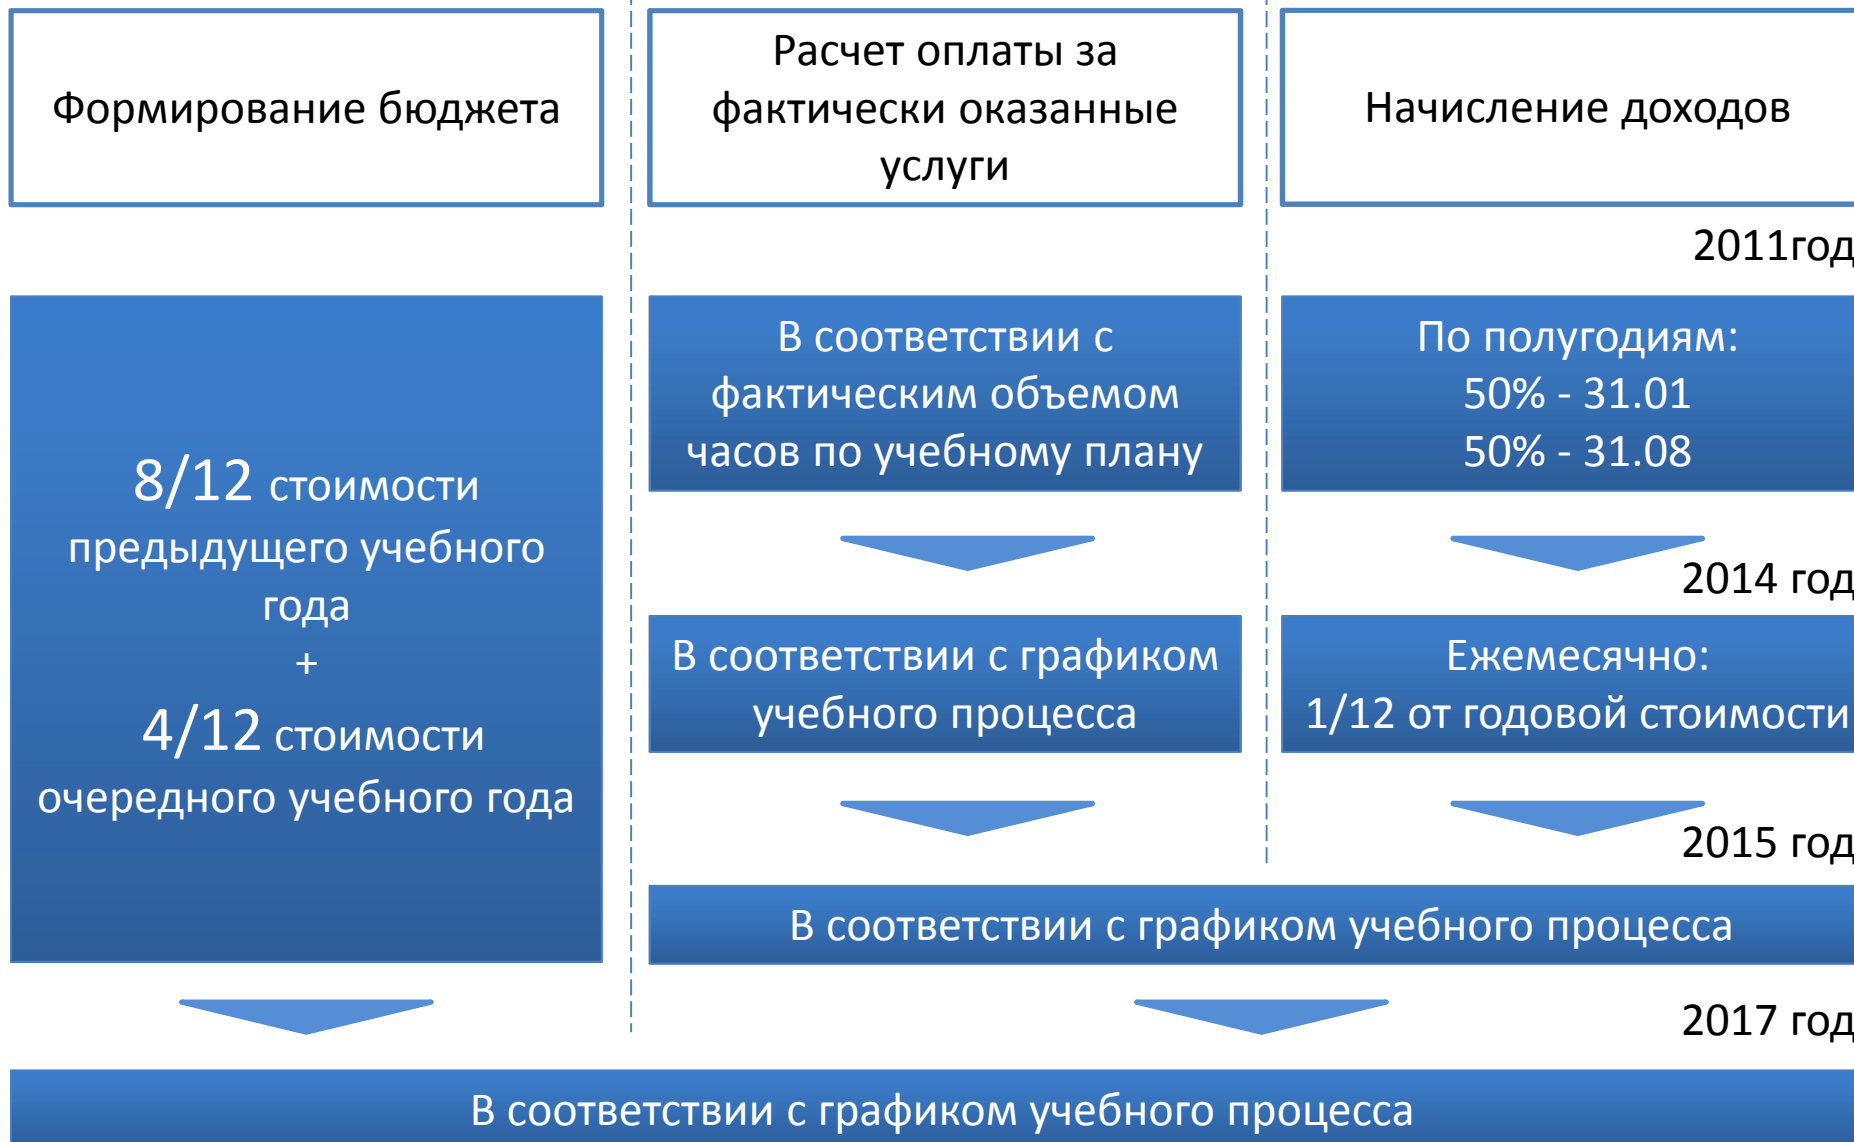 Формирование бюджета
Расчет оплаты за
фактически оказанные
услуги
Начисление доходов
2011год
8/12 стоимости
предыдущего учебного
года
+
4/12 стоимости
очередного учебного года
В соответствии с
фактическим объемом
часов по учебному плану
По полугодиям:
50% - 31.01
50% - 31.08
2014 год
В соответствии с графиком
учебного процесса
Ежемесячно:
1/12 от годовой стоимости
2015 год
В соответствии с графиком учебного процесса
2017 год
В соответствии с графиком учебного процесса